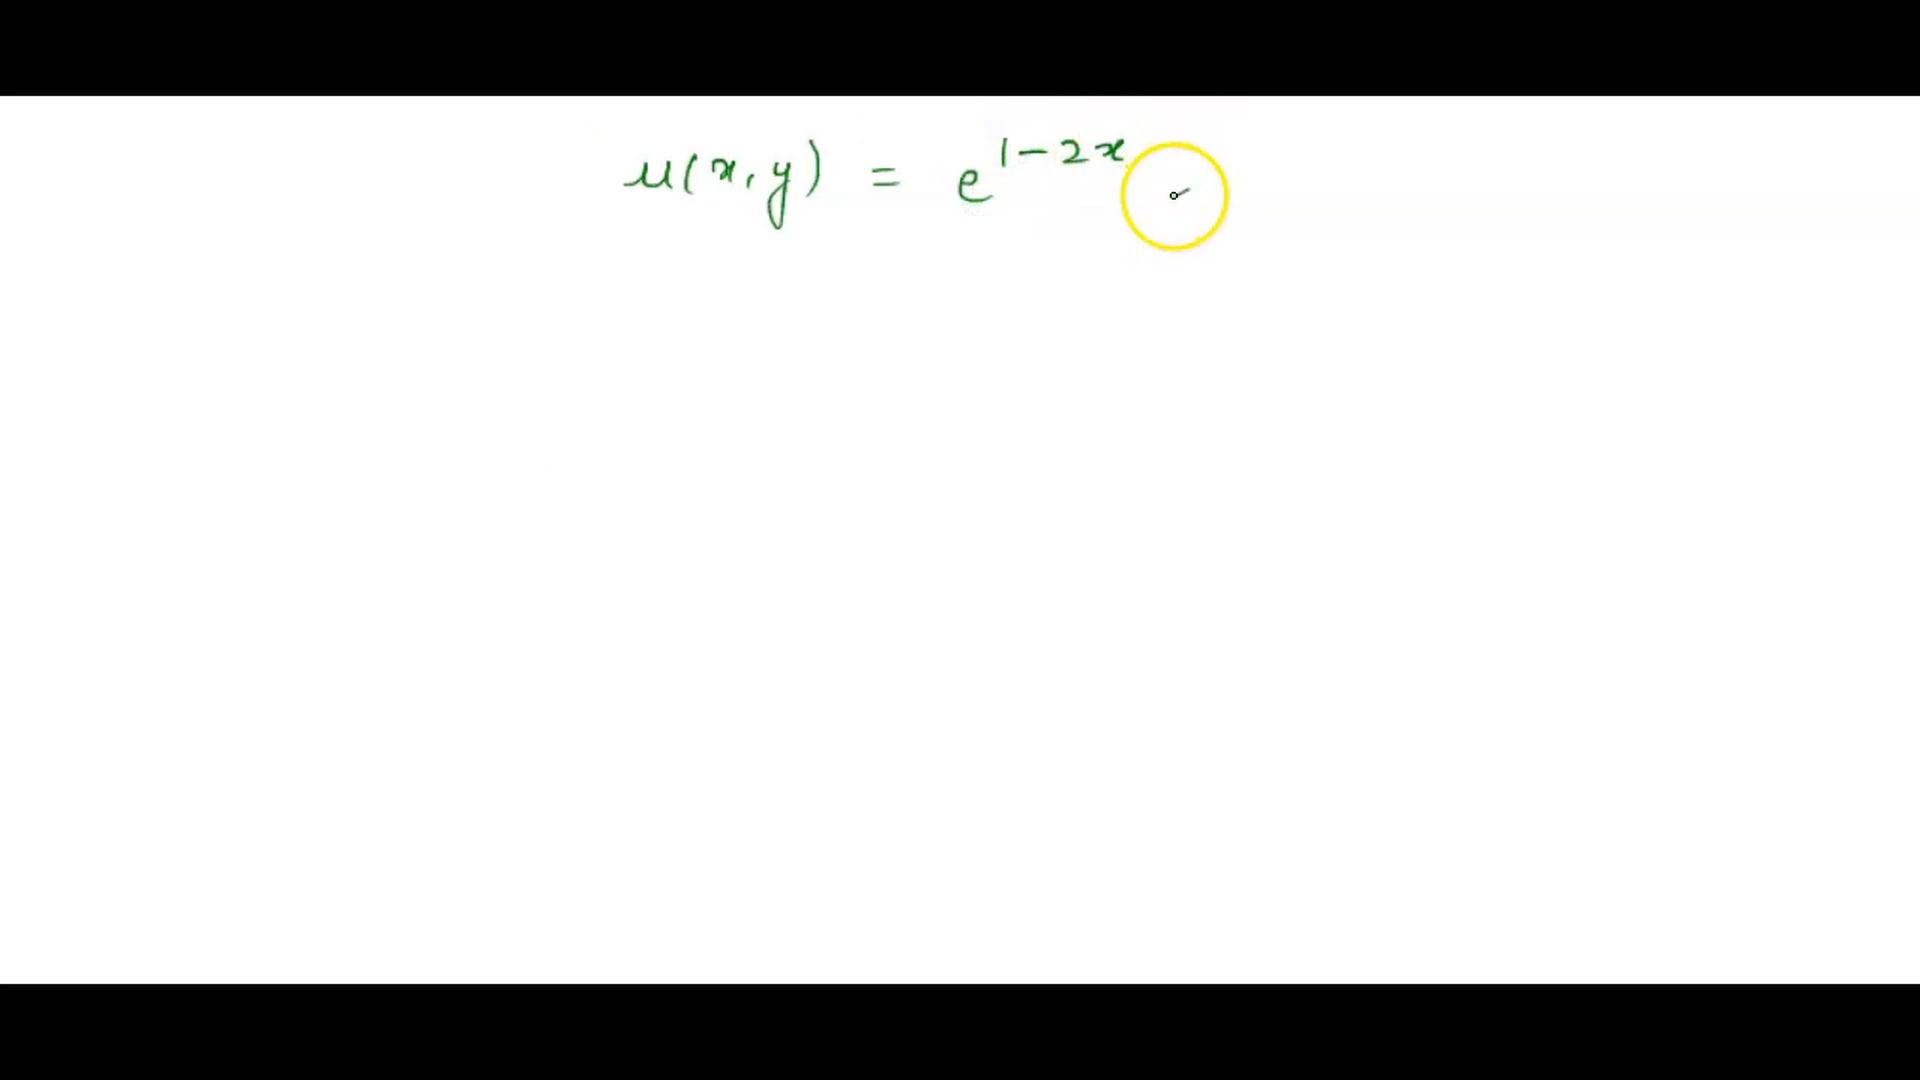 u(x,y) = e^{1-2x}